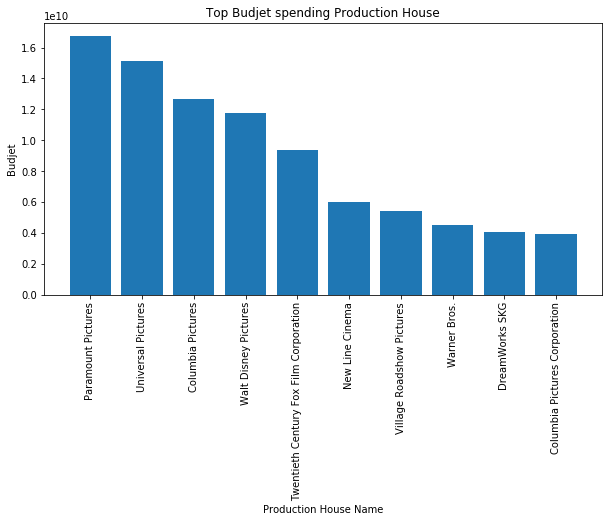 Top Budjet spending Production House
1e10
1.6
1.4
1.2
1.0
0.8
0.6
0.4
0.2
0.0
Budjet
Paramount Pictures
Universal Pictures
Columbia Pictures
Walt Disney Pictures
Twentieth Century Fox Film Corporation
New Line Cinema
Village Roadshow Pictures
Warner Bros.
DreamWorks SKG
Columbia Pictures Corporation
Production House Name